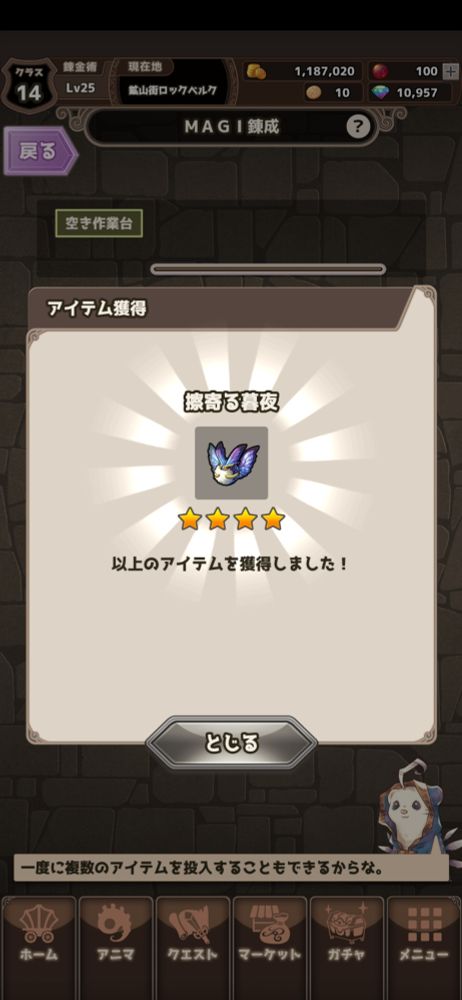 クラス
14
錬金術
Lv25
現在地
鉱山街ロックベルク
1,187,020
100
10
10,957
戻る
MAGI錬成
?
空き作業台
アイテム獲得
擦寄る暮夜
以上のアイテムを獲得しました！
とじる
一度に複数のアイテムを投入することもできるからな。
ホーム
アニマ
クエスト
マーケット
ガチャ
メニュー